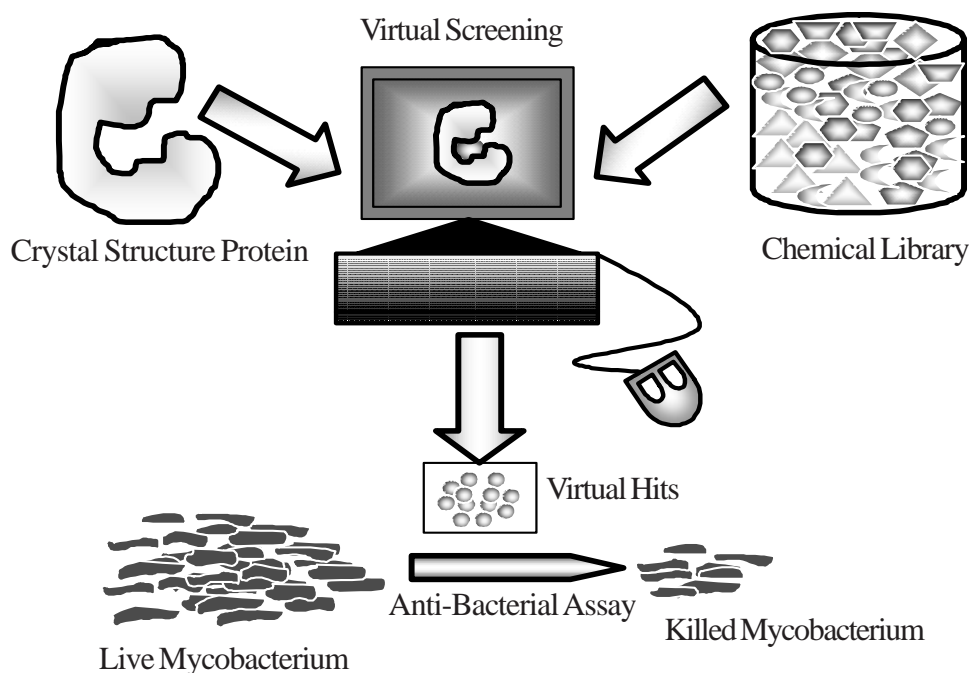 Virtual Screening
Crystal Structure Protein
Chemical Library
Virtual Hits
Anti-Bacterial Assay
Killed Mycobacterium
Live Mycobacterium